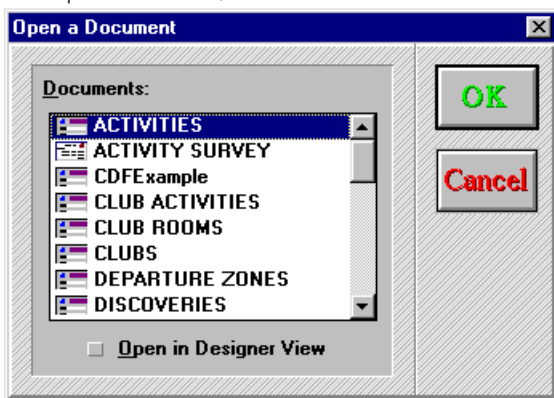 Open a Document
Documents:
ACTIVITIES
ACTIVITY SURVEY
CDFExample
CLUB ACTIVITIES
CLUB ROOMS
CLUBS
DEPARTURE ZONES
DISCOVERIES
Open in Designer View
OK
Cancel